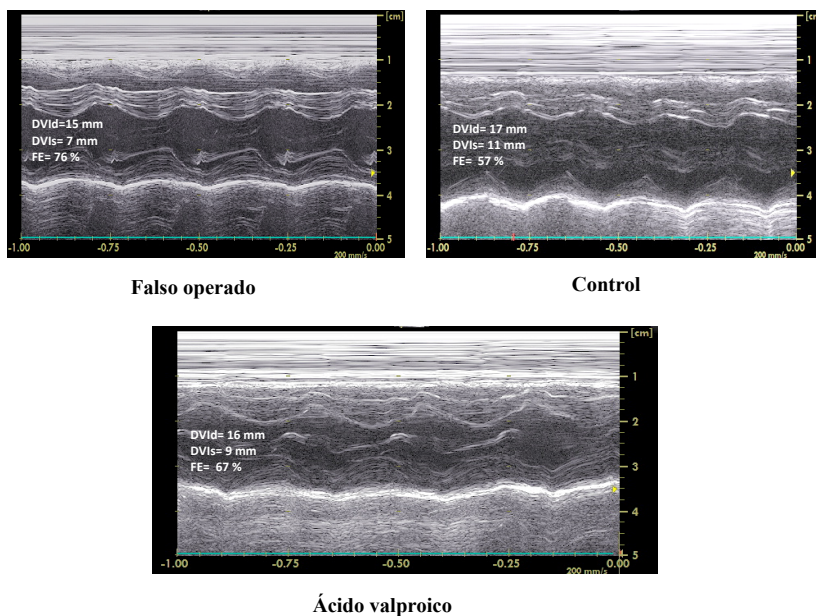 [cm]
1
2
3
4
5
DVId=15 mm
DVIs= 7 mm
FE= 76 %
-1.00
-0.75
-0.50
-0.25
0.00
200 mm/s
Falso operado
[cm]
1
2
3
4
5
DVId= 17 mm
DVIs= 11 mm
FE= 57 %
-1.00
-0.75
-0.50
-0.25
0.00
200 mm/s
Control
[cm]
1
2
3
4
5
DVId= 16 mm
DVIs= 9 mm
FE= 67 %
-1.00
-0.75
-0.50
-0.25
0.00
200 mm/s
Ácido valproico